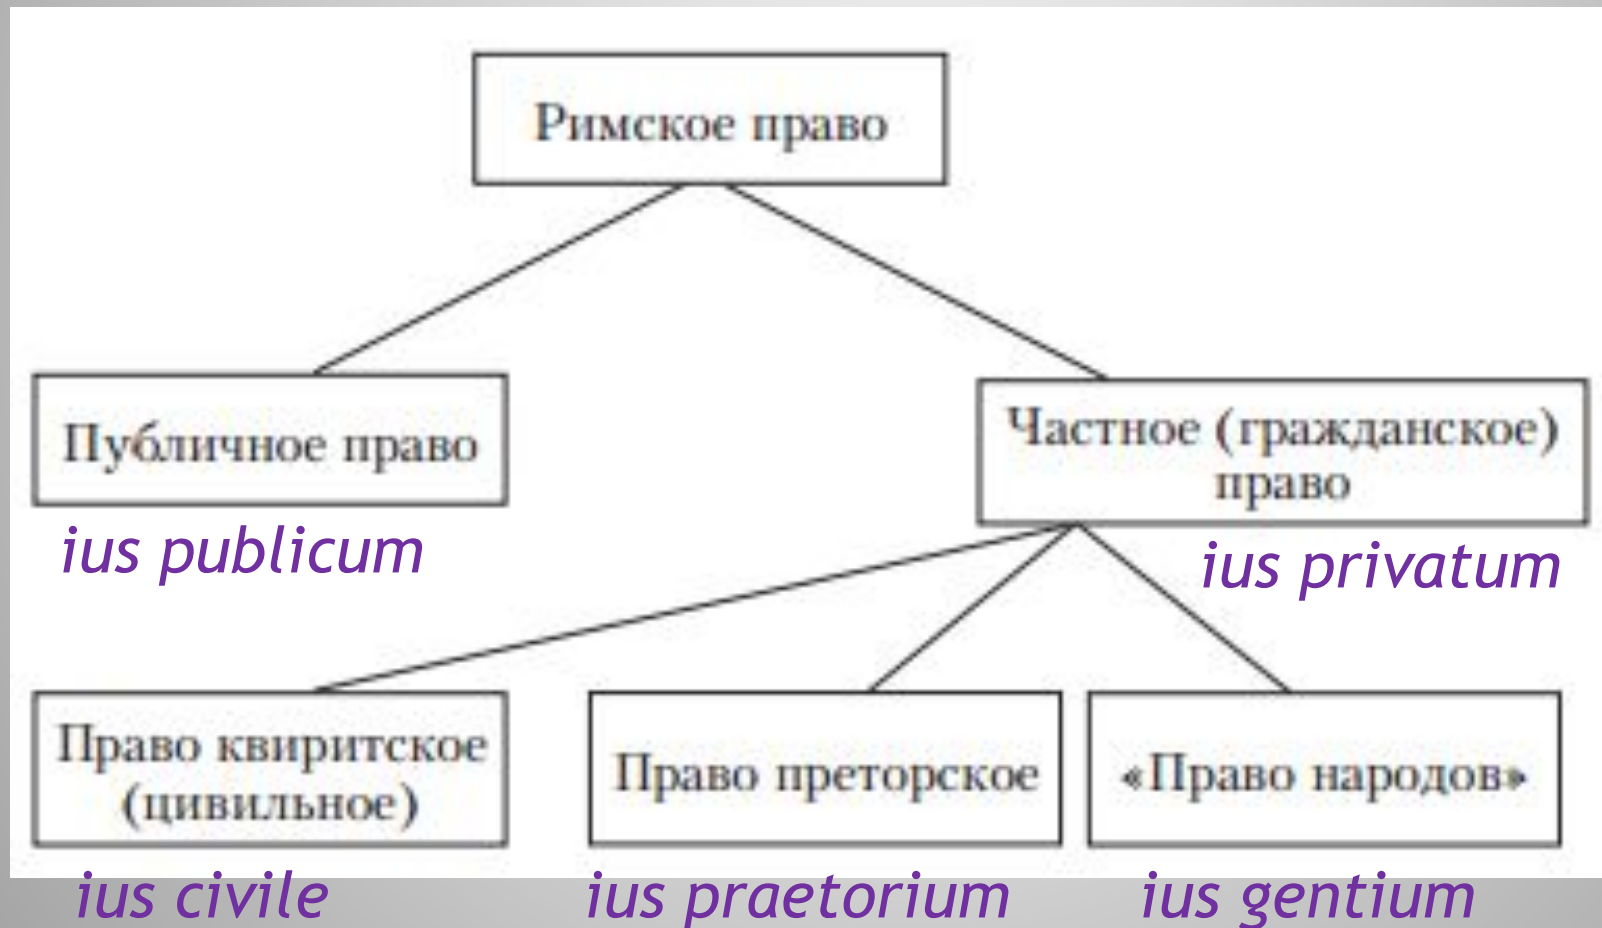 Римское право
Публичное право
ius publicum
Частное (гражданское)
право
ius privatum
Право квиритское
(цивильное)
ius civile
Право преторское
ius praetorium
«Право народов»
ius gentium